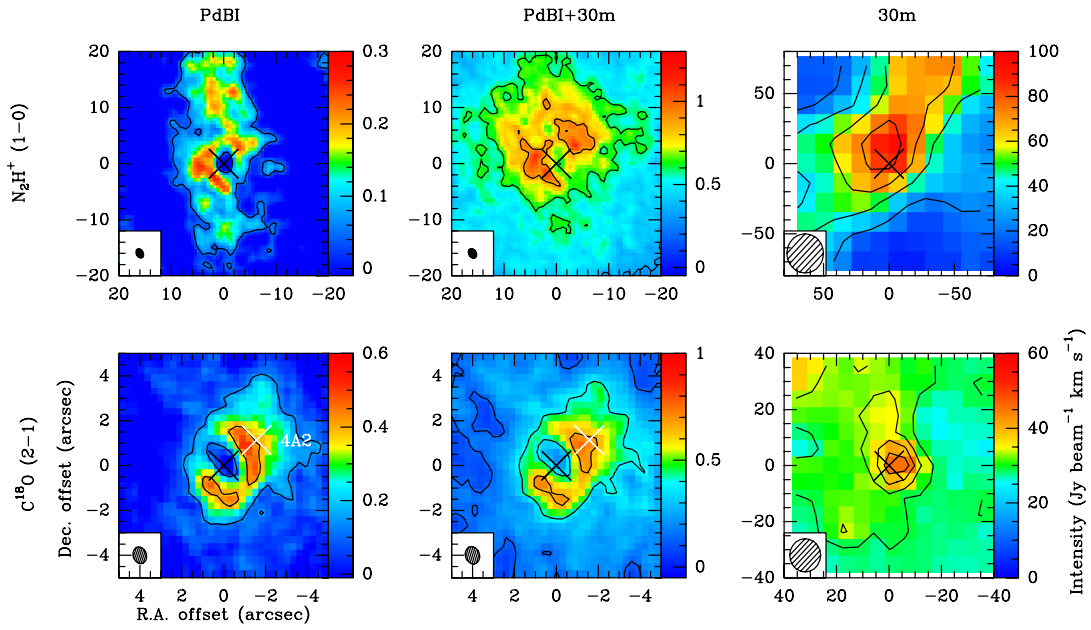 PdBI PdBI+30m 30m
N₂H⁺ (1-0)
20 10 0 -10 -20
0.3 0.2 0.1 0
20 10 0 -10 -20
20 10 0 -10 -20
1 0.5 0
20 10 0 -10 -20
50 0 -50
100 80 60 40 20 0
50 0 -50
C¹⁸O (2-1)
Dec. offset (arcsec)
4 2 0 -2 -4
4A2
0.6 0.4 0.2 0
4 2 0 -2 -4
R.A. offset (arcsec)
4 2 0 -2 -4
1 0.5 0
4 2 0 -2 -4
40 20 0 -20 -40
60 40 20 0
40 20 0 -20 -40
Intensity (Jy beam⁻¹ km s⁻¹)